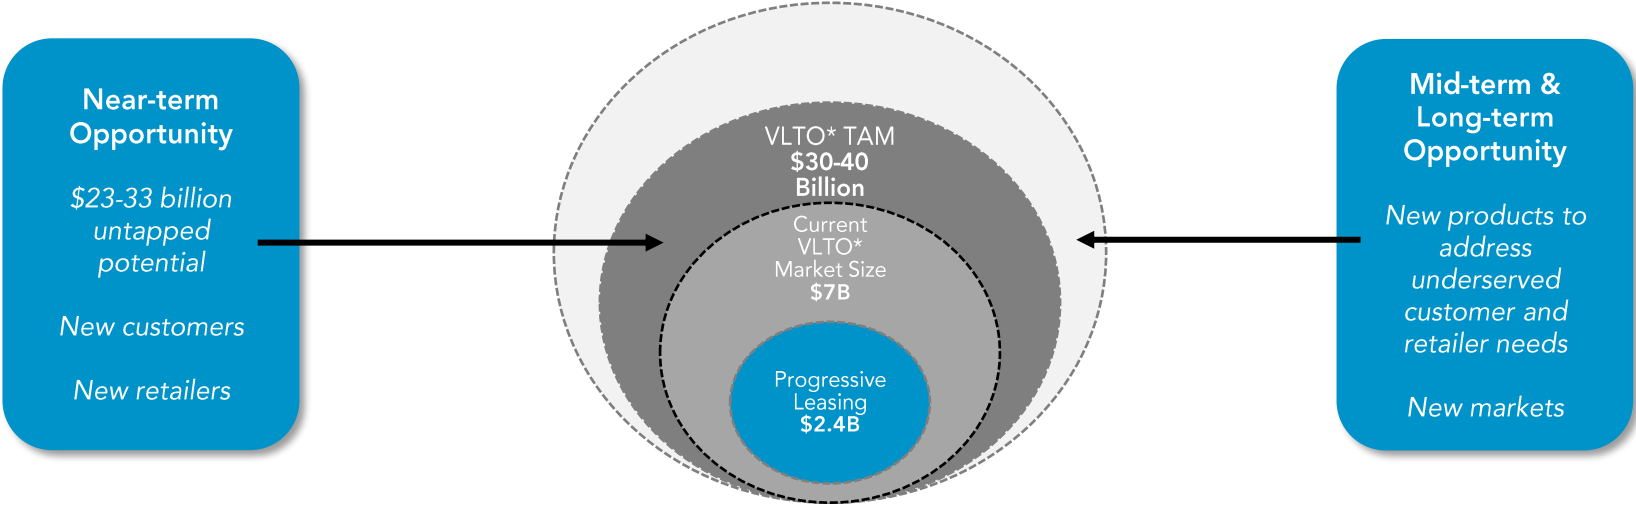 Near-term
Opportunity
$23-33 billion
untapped
potential
New customers
New retailers
VLTO* TAM
$30-40
Billion
Current
VLTO*
Market Size
$7B
Progressive
Leasing
$2.4B
Mid-term &
Long-term
Opportunity
New products to
address
underserved
customer and
retailer needs
New markets